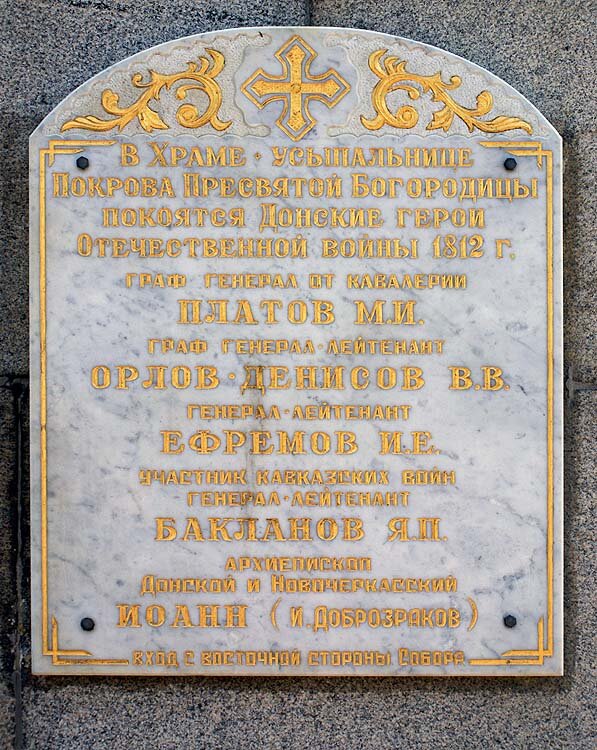 В Храме - усыпальнице
Покрова Пресвятой Богородицы
покоятся Донские герои
Отечественной войны 1812 г.
граф генерал от кавалерии
ПЛАТОВ М.И.
граф генерал-лейтенант
ОРЛОВ-ДЕНИСОВ В.В.
генерал-лейтенант
ЕФРЕМОВ И.Е.
участник кавказских войн
генерал-лейтенант
БАКЛАНОВ Я.П.
архиепископ
Донской и Новочеркасский
ИОАНН (И.Доброзраков)
вход с восточной стороны Собора